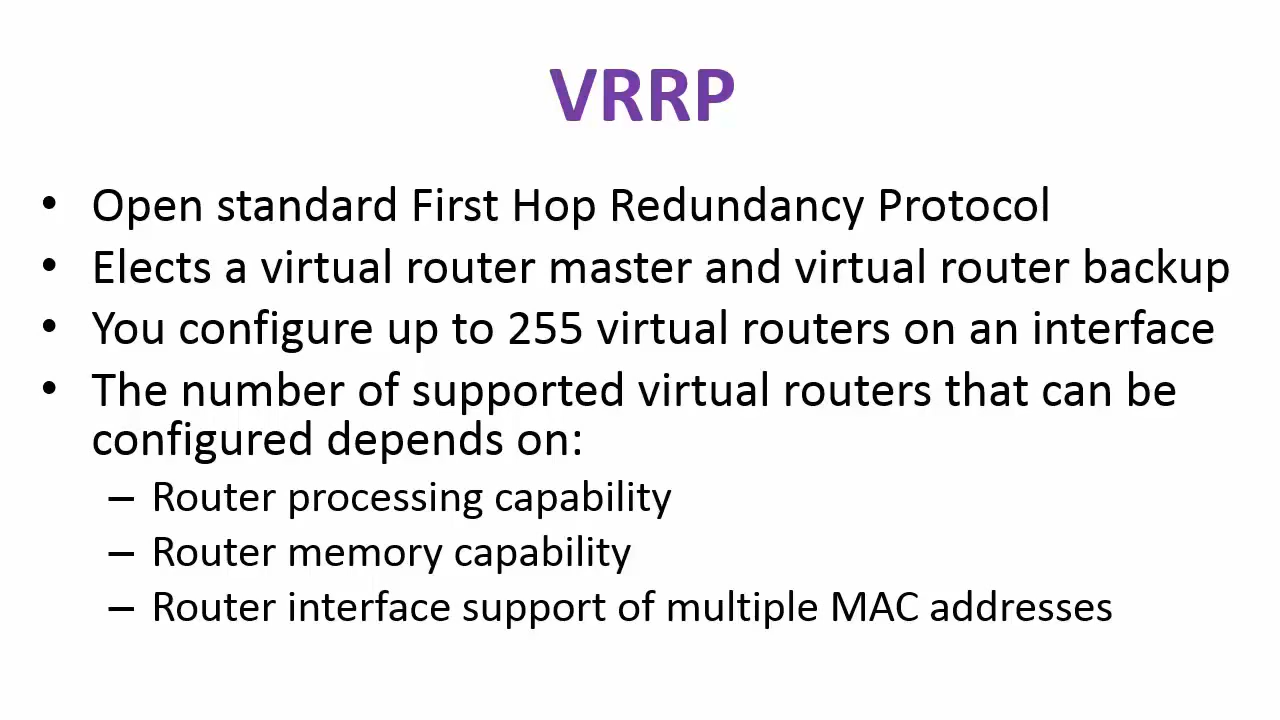 VRRP
• Open standard First Hop Redundancy Protocol
• Elects a virtual router master and virtual router backup
• You configure up to 255 virtual routers on an interface
• The number of supported virtual routers that can be
configured depends on:
– Router processing capability
– Router memory capability
– Router interface support of multiple MAC addresses